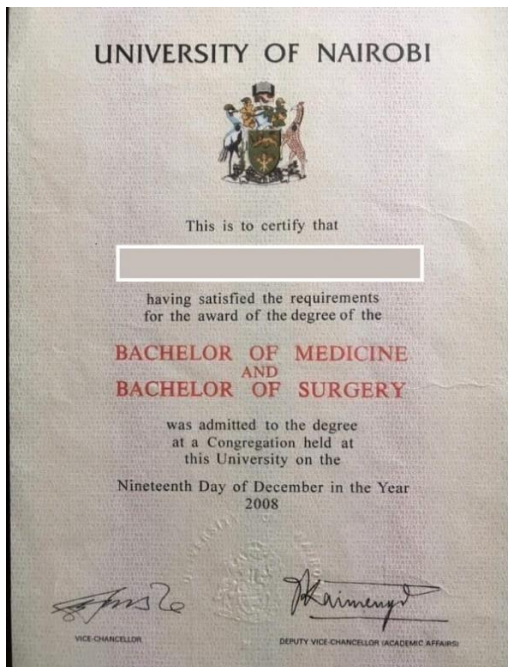 UNIVERSITY OF NAIROBI
This is to certify that
having satisfied the requirements
for the award of the degree of the
BACHELOR OF MEDICINE
AND
BACHELOR OF SURGERY
was admitted to the degree
at a Congregation held at
this University on the
Nineteenth Day of December in the Year
2008
VICE-CHANCELLOR
DEPUTY VICE-CHANCELLOR (ACADEMIC AFFAIRS)